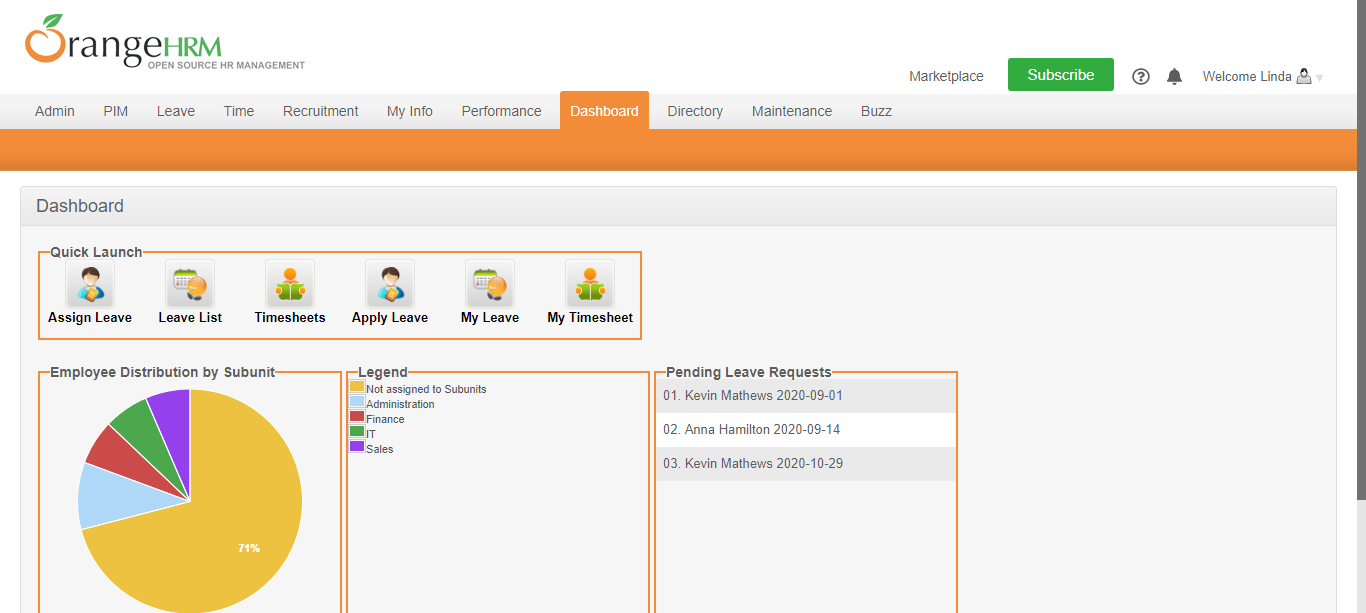 OrangeHRM
OPEN SOURCE HR MANAGEMENT
Marketplace
Subscribe
Welcome Linda
Admin PIM Leave Time Recruitment My Info Performance Dashboard Directory Maintenance Buzz
Dashboard
Quick Launch
Assign Leave Leave List Timesheets Apply Leave My Leave My Timesheet
Employee Distribution by Subunit
71%
Legend
Not assigned to Subunits
Administration
Finance
IT
Sales
Pending Leave Requests
01. Kevin Mathews 2020-09-01
02. Anna Hamilton 2020-09-14
03. Kevin Mathews 2020-10-29